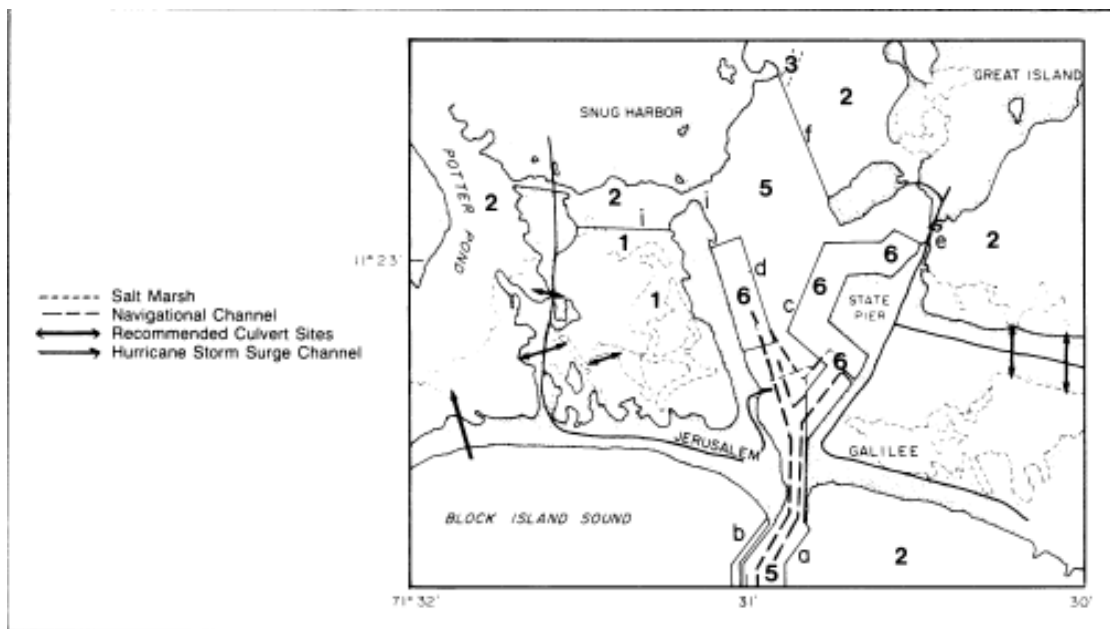 3
GREAT ISLAND
2
SNUG HARBOR
f
POTTER POND
5
2
2
i
i
1
2
e
6
11° 23'
d
1
6
6
c
STATE PIER
Salt Marsh
Navigational Channel
Recommended Culvert Sites
Hurricane Storm Surge Channel
6
JERUSALEM
GALILEE
BLOCK ISLAND SOUND
b
a
2
5
71° 32'
31'
30'